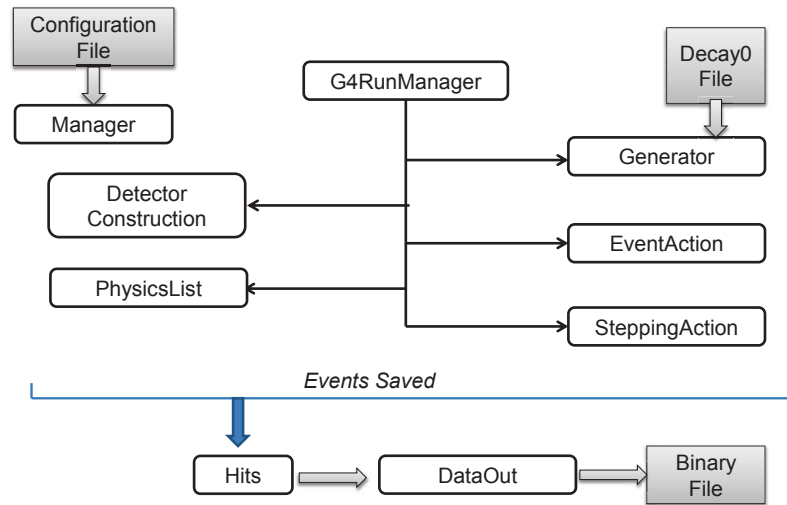 Configuration
File
Manager
G4RunManager
Decay0
File
Generator
Detector
Construction
EventAction
PhysicsList
SteppingAction
Events Saved
Hits
DataOut
Binary
File